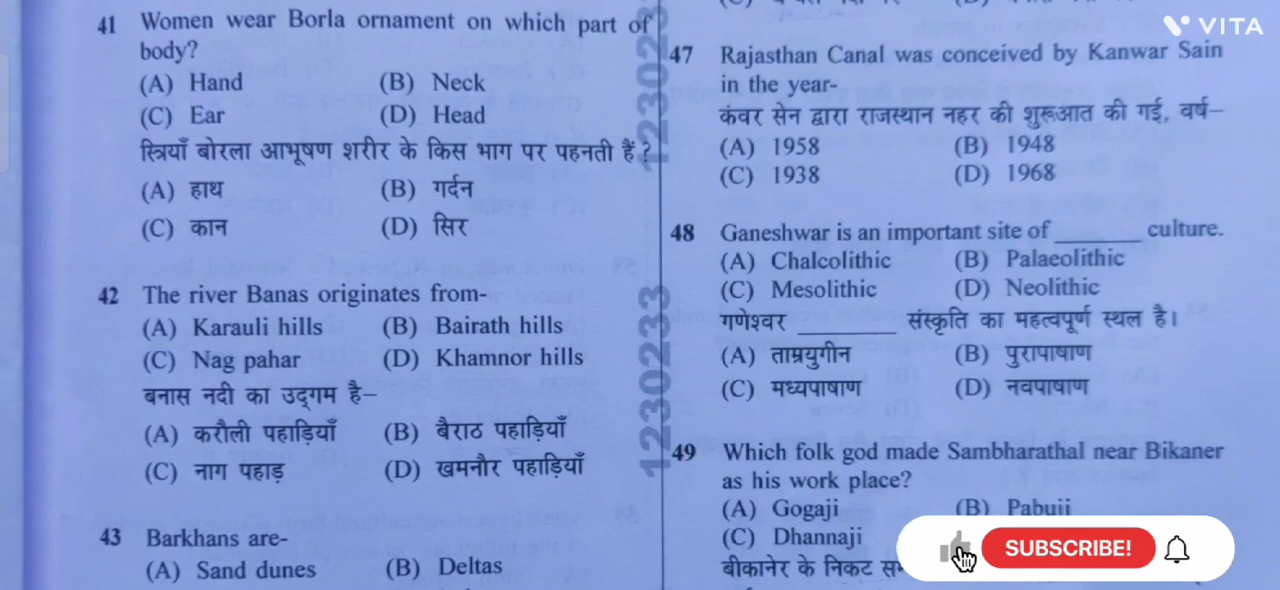 41 Women wear Borla ornament on which part of
body?
(A) Hand (B) Neck
(C) Ear (D) Head
स्त्रियाँ बोरला आभूषण शरीर के किस भाग पर पहनती हैं ?
(A) हाथ (B) गर्दन
(C) कान (D) सिर
42 The river Banas originates from-
(A) Karauli hills (B) Bairath hills
(C) Nag pahar (D) Khamnor hills
बनास नदी का उद्गम है–
(A) करौली पहाड़ियाँ (B) बैराठ पहाड़ियाँ
(C) नाग पहाड़ (D) खमनौर पहाड़ियाँ
43 Barkhans are-
(A) Sand dunes (B) Deltas
1230233
1230233
47 Rajasthan Canal was conceived by Kanwar Sain
in the year-
कंवर सेन द्वारा राजस्थान नहर की शुरूआत की गई, वर्ष–
(A) 1958 (B) 1948
(C) 1938 (D) 1968
48 Ganeshwar is an important site of ______ culture.
(A) Chalcolithic (B) Palaeolithic
(C) Mesolithic (D) Neolithic
गणेश्वर ______ संस्कृति का महत्वपूर्ण स्थल है।
(A) ताम्रयुगीन (B) पुरापाषाण
(C) मध्यपाषाण (D) नवपाषाण
49 Which folk god made Sambharathal near Bikaner
as his work place?
(A) Gogaji (B) Pabuji
(C) Dhannaji
बीकानेर के निकट
VITA
SUBSCRIBE!